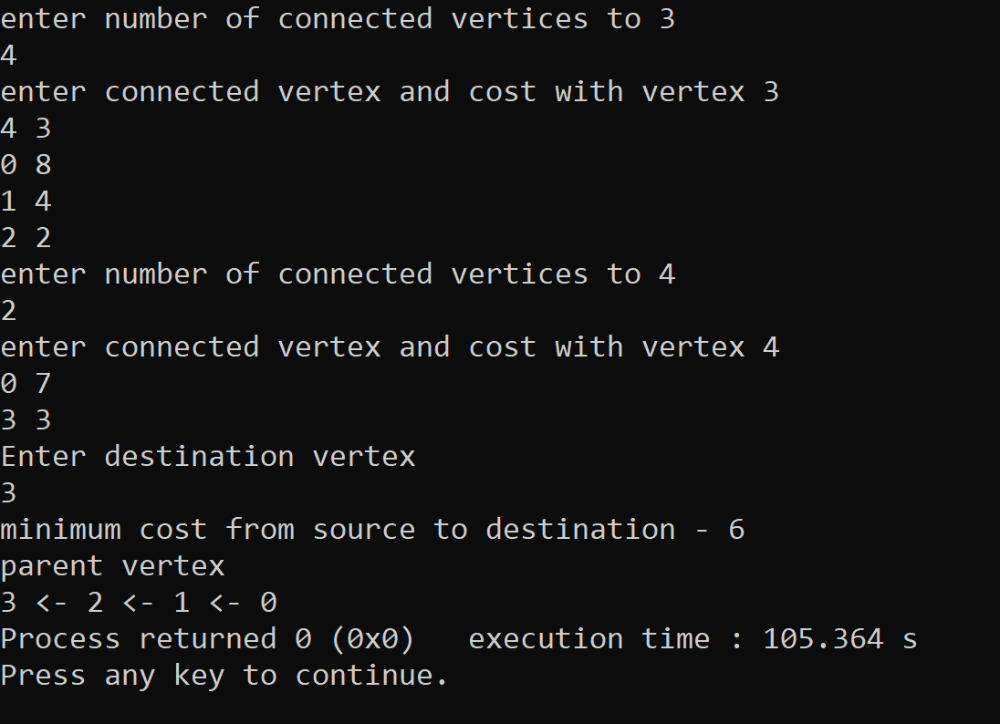 enter number of connected vertices to 3
4
enter connected vertex and cost with vertex 3
4 3
0 8
1 4
2 2
enter number of connected vertices to 4
2
enter connected vertex and cost with vertex 4
0 7
3 3
Enter destination vertex
3
minimum cost from source to destination - 6
parent vertex
3 <- 2 <- 1 <- 0
Process returned 0 (0x0)   execution time : 105.364 s
Press any key to continue.